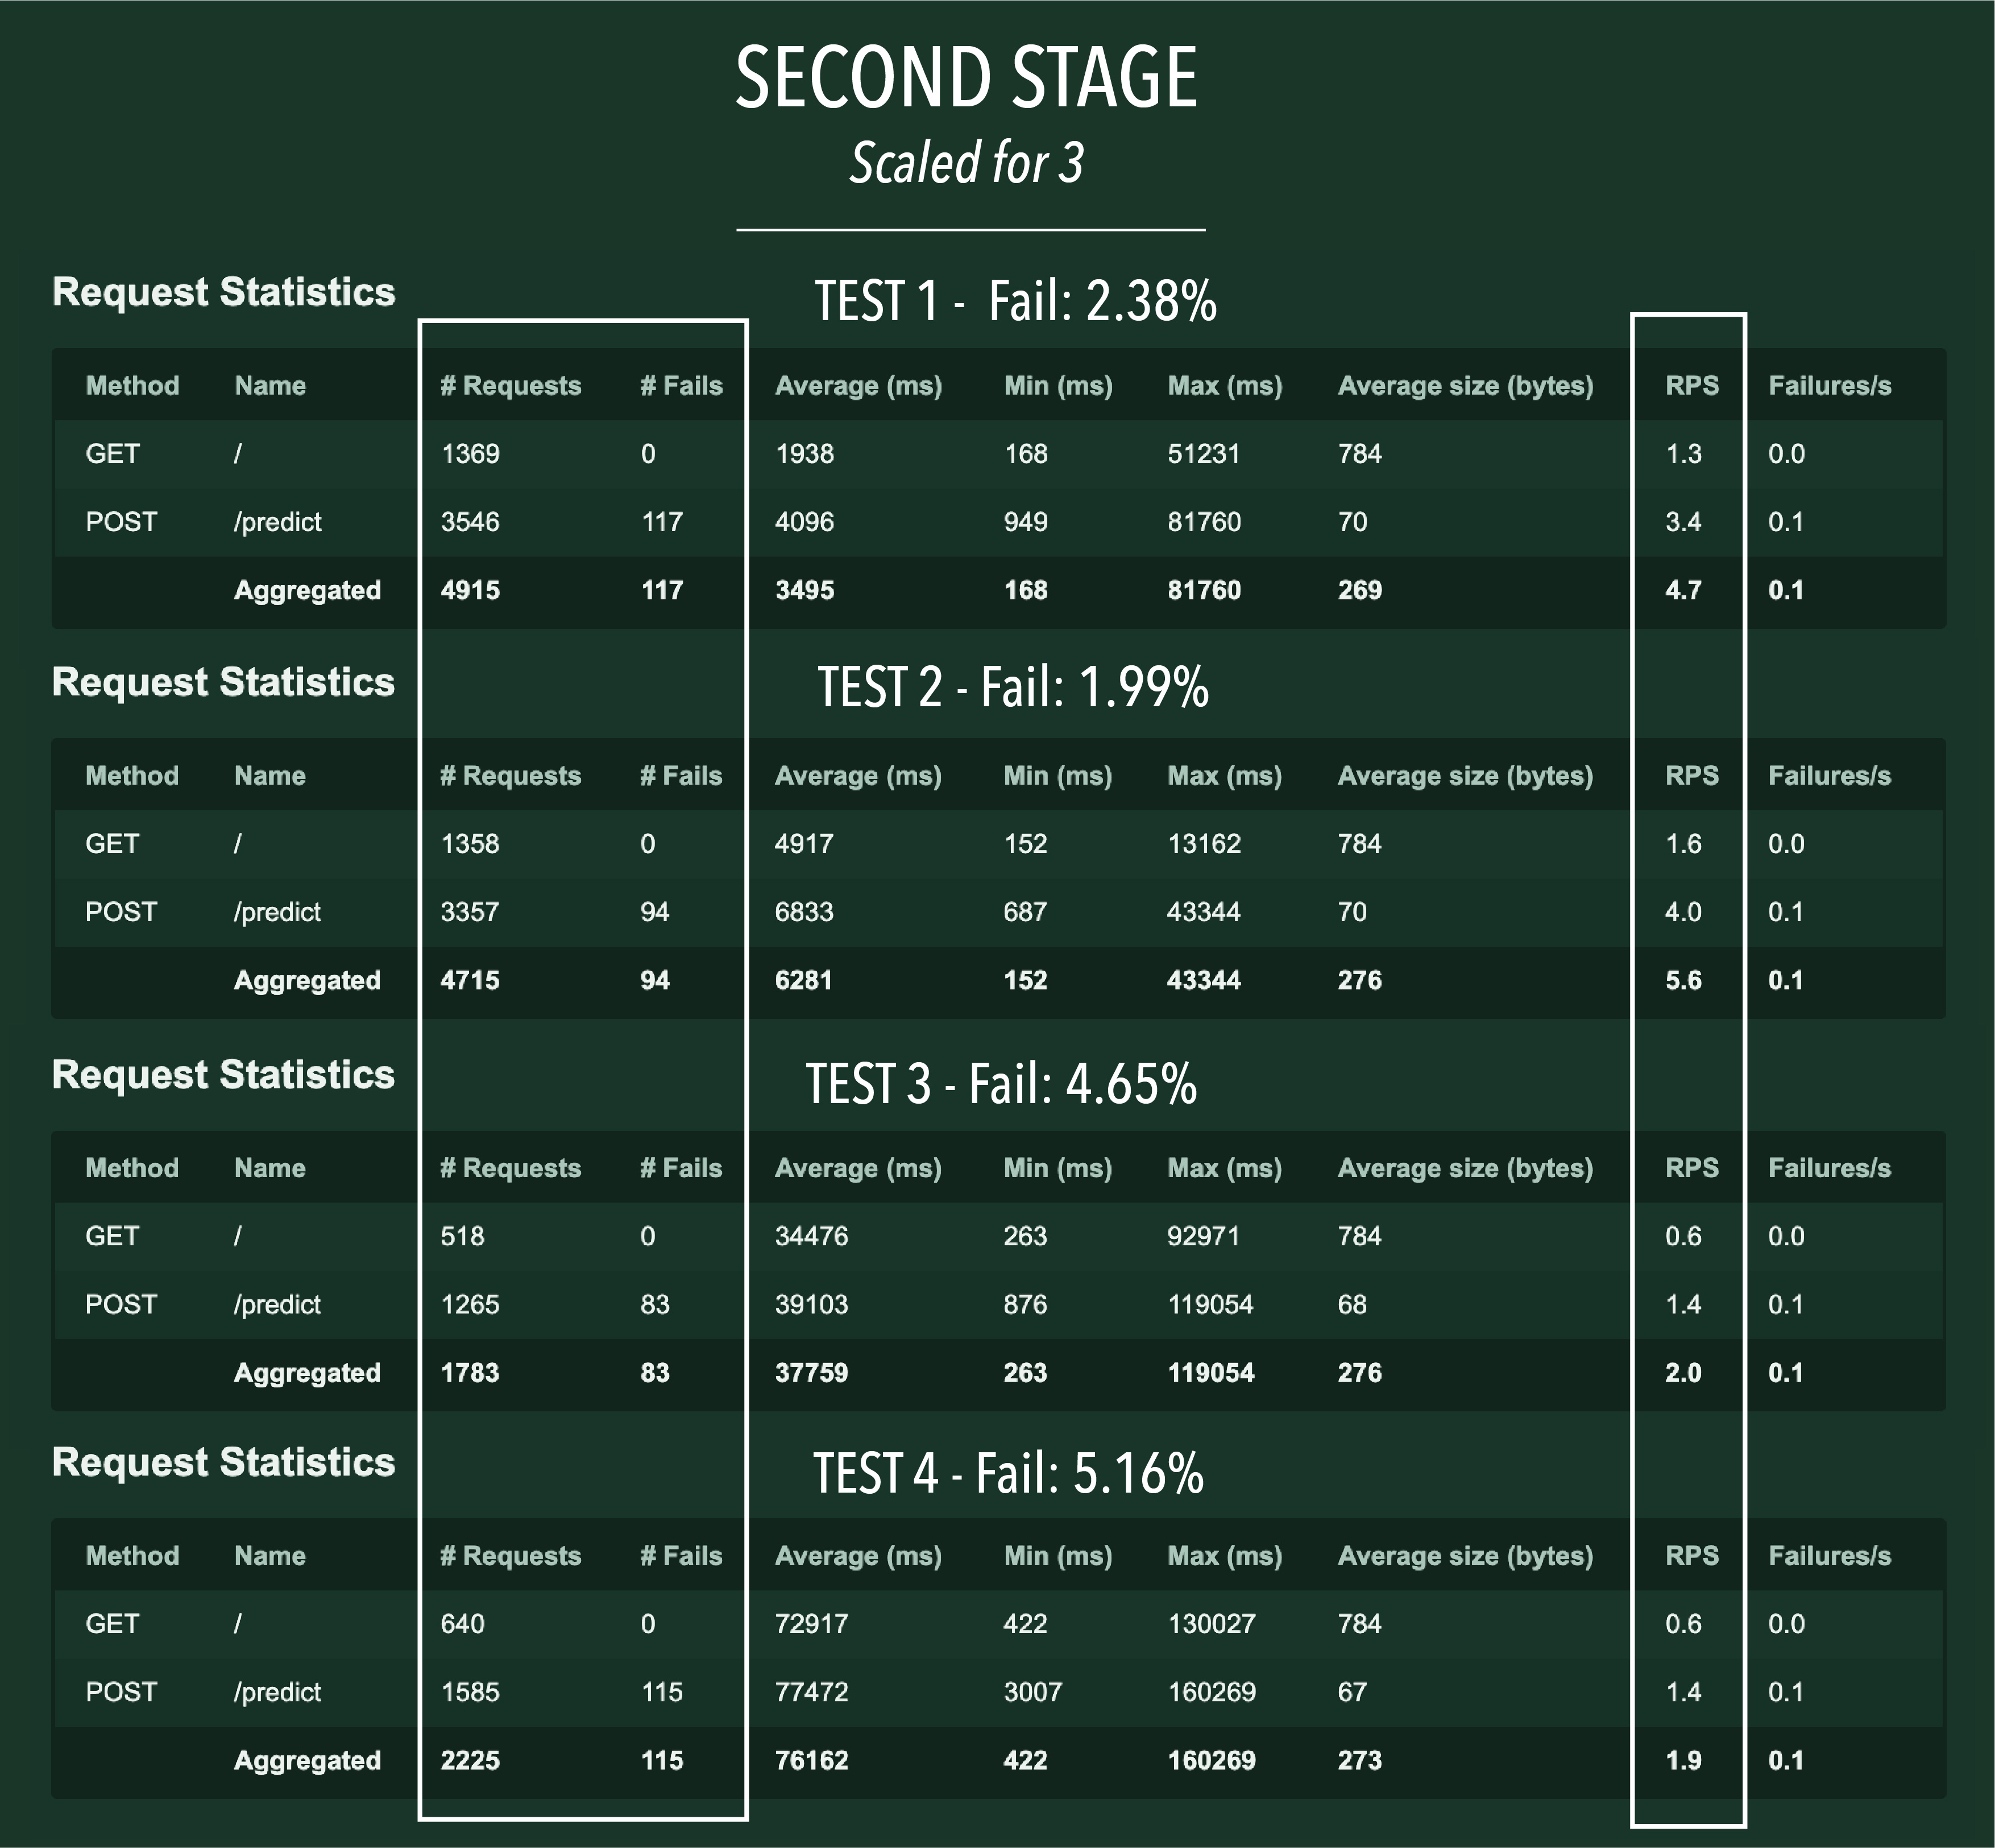 SECOND STAGE
Scaled for 3
Request Statistics
TEST 1 - Fail: 2.38%
Method Name # Requests # Fails Average (ms) Min (ms) Max (ms) Average size (bytes) RPS Failures/s
GET / 1369 0 1938 168 51231 784 1.3 0.0
POST /predict 3546 117 4096 949 81760 70 3.4 0.1
Aggregated 4915 117 3495 168 81760 269 4.7 0.1
Request Statistics
TEST 2 - Fail: 1.99%
Method Name # Requests # Fails Average (ms) Min (ms) Max (ms) Average size (bytes) RPS Failures/s
GET / 1358 0 4917 152 13162 784 1.6 0.0
POST /predict 3357 94 6833 687 43344 70 4.0 0.1
Aggregated 4715 94 6281 152 43344 276 5.6 0.1
Request Statistics
TEST 3 - Fail: 4.65%
Method Name # Requests # Fails Average (ms) Min (ms) Max (ms) Average size (bytes) RPS Failures/s
GET / 518 0 34476 263 92971 784 0.6 0.0
POST /predict 1265 83 39103 876 119054 68 1.4 0.1
Aggregated 1783 83 37759 263 119054 276 2.0 0.1
Request Statistics
TEST 4 - Fail: 5.16%
Method Name # Requests # Fails Average (ms) Min (ms) Max (ms) Average size (bytes) RPS Failures/s
GET / 640 0 72917 422 130027 784 0.6 0.0
POST /predict 1585 115 77472 3007 160269 67 1.4 0.1
Aggregated 2225 115 76162 422 160269 273 1.9 0.1